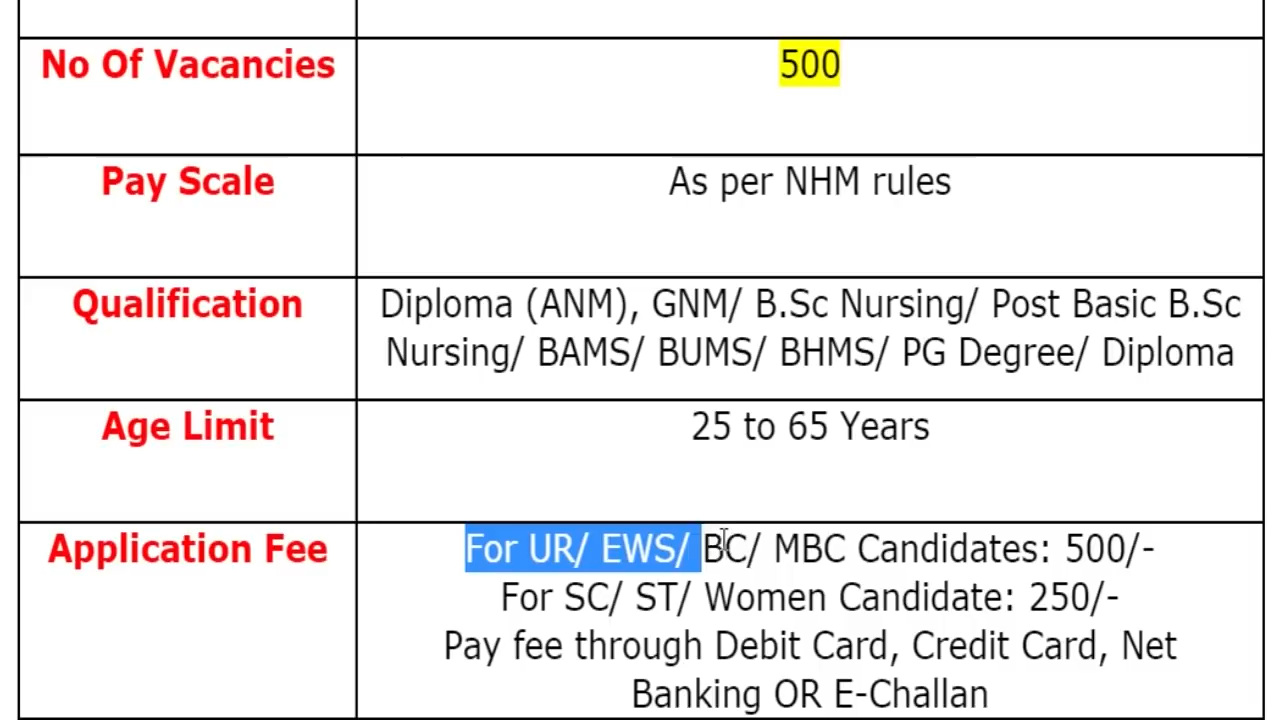 No Of Vacancies
500
Pay Scale
As per NHM rules
Qualification
Diploma (ANM), GNM/ B.Sc Nursing/ Post Basic B.Sc
Nursing/ BAMS/ BUMS/ BHMS/ PG Degree/ Diploma
Age Limit
25 to 65 Years
Application Fee
For UR/ EWS/ BC/ MBC Candidates: 500/-
For SC/ ST/ Women Candidate: 250/-
Pay fee through Debit Card, Credit Card, Net
Banking OR E-Challan